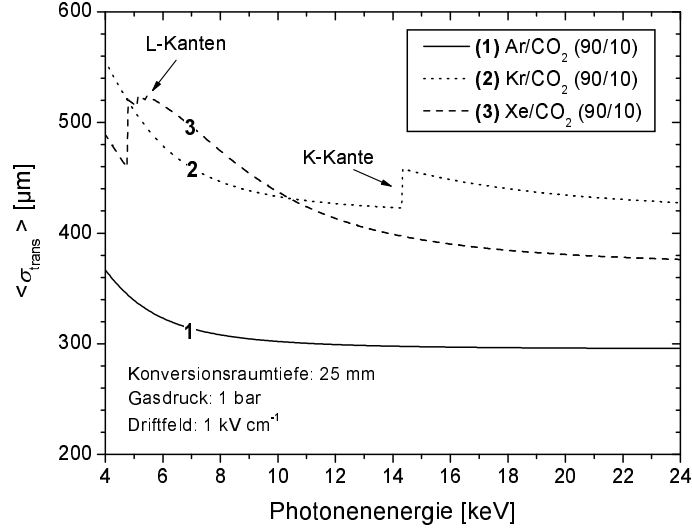 600
500
400
300
200
<σtrans> [µm]
L-Kanten
K-Kante
(1) Ar/CO2 (90/10)
(2) Kr/CO2 (90/10)
(3) Xe/CO2 (90/10)
3
2
1
Konversionsraumtiefe: 25 mm
Gasdruck: 1 bar
Driftfeld: 1 kV cm-1
4 6 8 10 12 14 16 18 20 22 24
Photonenenergie [keV]